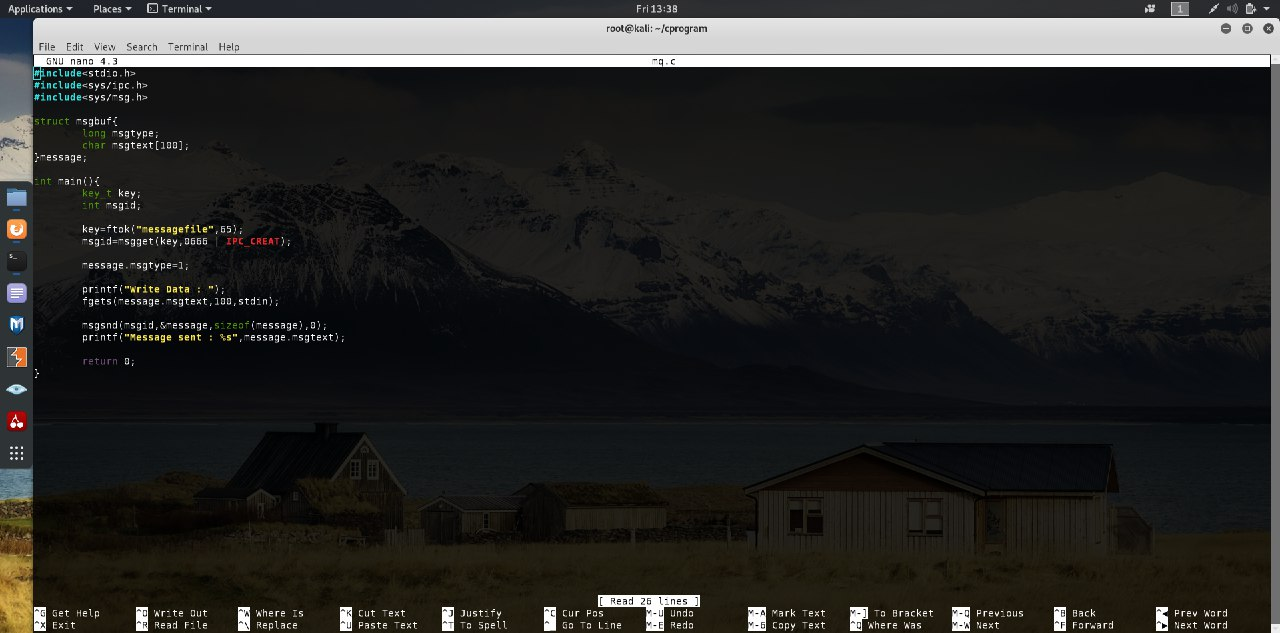 Applications Places Terminal Fri 13:38 1
root@kali: ~/cprogram
File Edit View Search Terminal Help
GNU nano 4.3 mq.c
#include<stdio.h>
#include<sys/ipc.h>
#include<sys/msg.h>
struct msgbuf{
long msgtype;
char msgtext[100];
}message;
int main(){
key_t key;
int msgid;
key=ftok("messagefile",65);
msgid=msgget(key,0666 | IPC_CREAT);
message.msgtype=1;
printf("Write Data : ");
fgets(message.msgtext,100,stdin);
msgsnd(msgid,&message,sizeof(message),0);
printf("Message sent : %s",message.msgtext);
return 0;
}
[ Read 26 lines ]
^G Get Help ^O Write Out ^W Where Is ^K Cut Text ^J Justify ^C Cur Pos M-U Undo M-A Mark Text M-] To Bracket M-Q Previous ^B Back ^◀ Prev Word
^X Exit ^R Read File ^\ Replace ^U Paste Text ^T To Spell ^_ Go To Line M-E Redo M-6 Copy Text ^Q Where Was M-W Next ^F Forward ^▶ Next Word